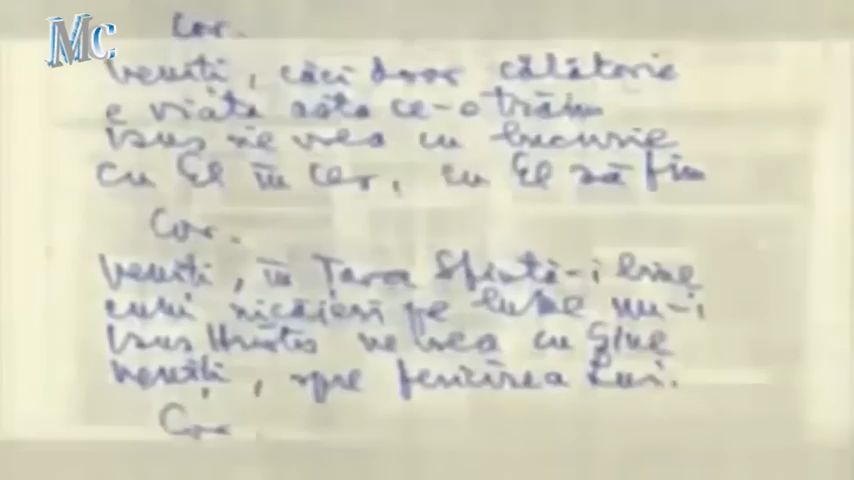 Mc
Cor.
Veniți, căci doar călătorie
e viața asta ce-o trăim
Isus ne vrea cu bucurie
cu El în cer, cu El să fim
Cor.
Veniți, în Țara Sfântă-i bine
cum nicăieri pe lume nu-i
Isus Hristos ne vrea cu Sine
Veniți, spre fericirea Lui.
Cor